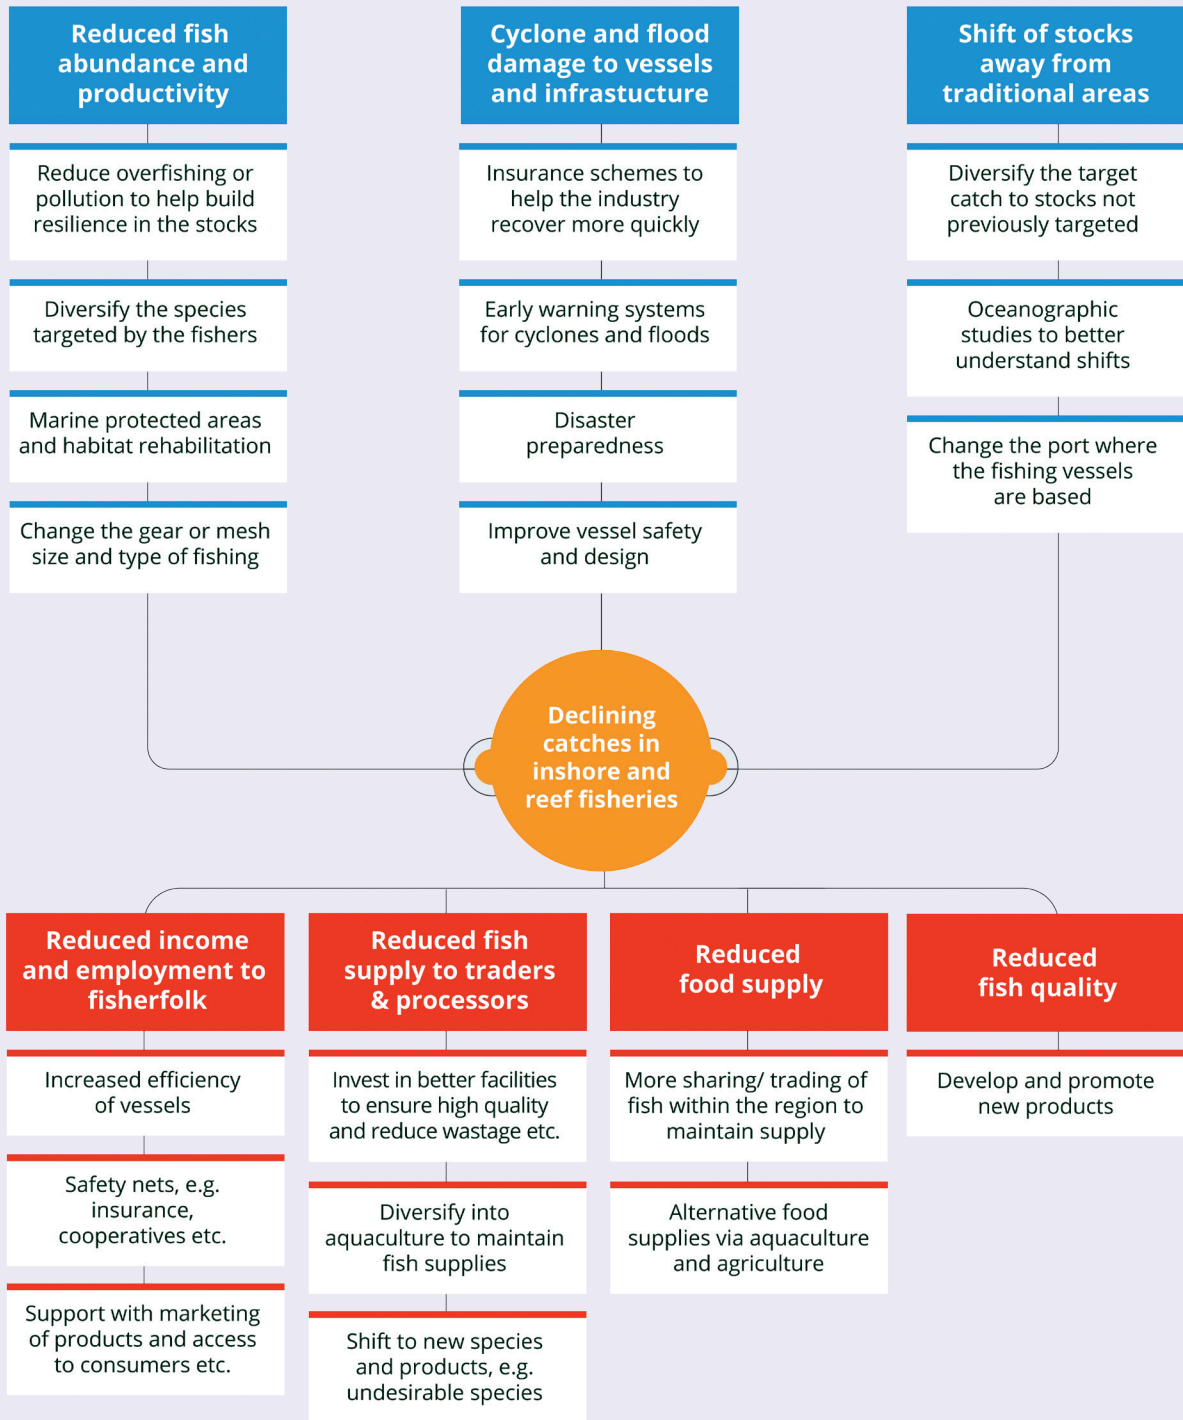 Reduced fish
abundance and
productivity
Reduce overfishing or
pollution to help build
resilience in the stocks
Diversify the species
targeted by the fishers
Marine protected areas
and habitat rehabilitation
Change the gear or mesh
size and type of fishing
Cyclone and flood
damage to vessels
and infrastucture
Insurance schemes to
help the industry
recover more quickly
Early warning systems
for cyclones and floods
Disaster
preparedness
Improve vessel safety
and design
Shift of stocks
away from
traditional areas
Diversify the target
catch to stocks not
previously targeted
Oceanographic
studies to better
understand shifts
Change the port where
the fishing vessels
are based
Declining
catches in
inshore and
reef fisheries
Reduced income
and employment to
fisherfolk
Increased efficiency
of vessels
Safety nets, e.g.
insurance,
cooperatives etc.
Support with marketing
of products and access
to consumers etc.
Reduced fish
supply to traders
& processors
Invest in better facilities
to ensure high quality
and reduce wastage etc.
Diversify into
aquaculture to maintain
fish supplies
Shift to new species
and products, e.g.
undesirable species
Reduced
food supply
More sharing/ trading of
fish within the region to
maintain supply
Alternative food
supplies via aquaculture
and agriculture
Reduced
fish quality
Develop and promote
new products